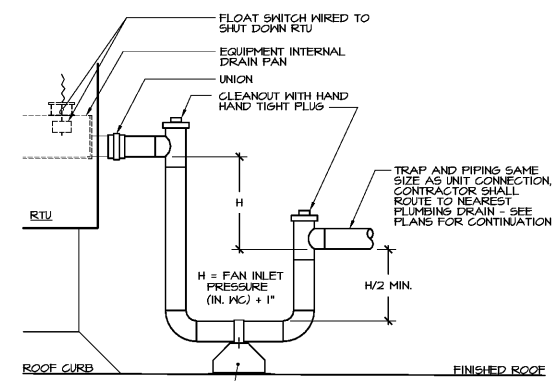 FLOAT SWITCH WIRED TO
SHUT DOWN RTU
EQUIPMENT INTERNAL
DRAIN PAN
UNION
CLEANOUT WITH HAND
HAND TIGHT PLUG
TRAP AND PIPING SAME
SIZE AS UNIT CONNECTION,
CONTRACTOR SHALL
ROUTE TO NEAREST
PLUMBING DRAIN - SEE
PLANS FOR CONTINUATION
H
RTU
H = FAN INLET
PRESSURE
(IN. WC) + 1"
H/2 MIN.
ROOF CURB
FINISHED ROOF